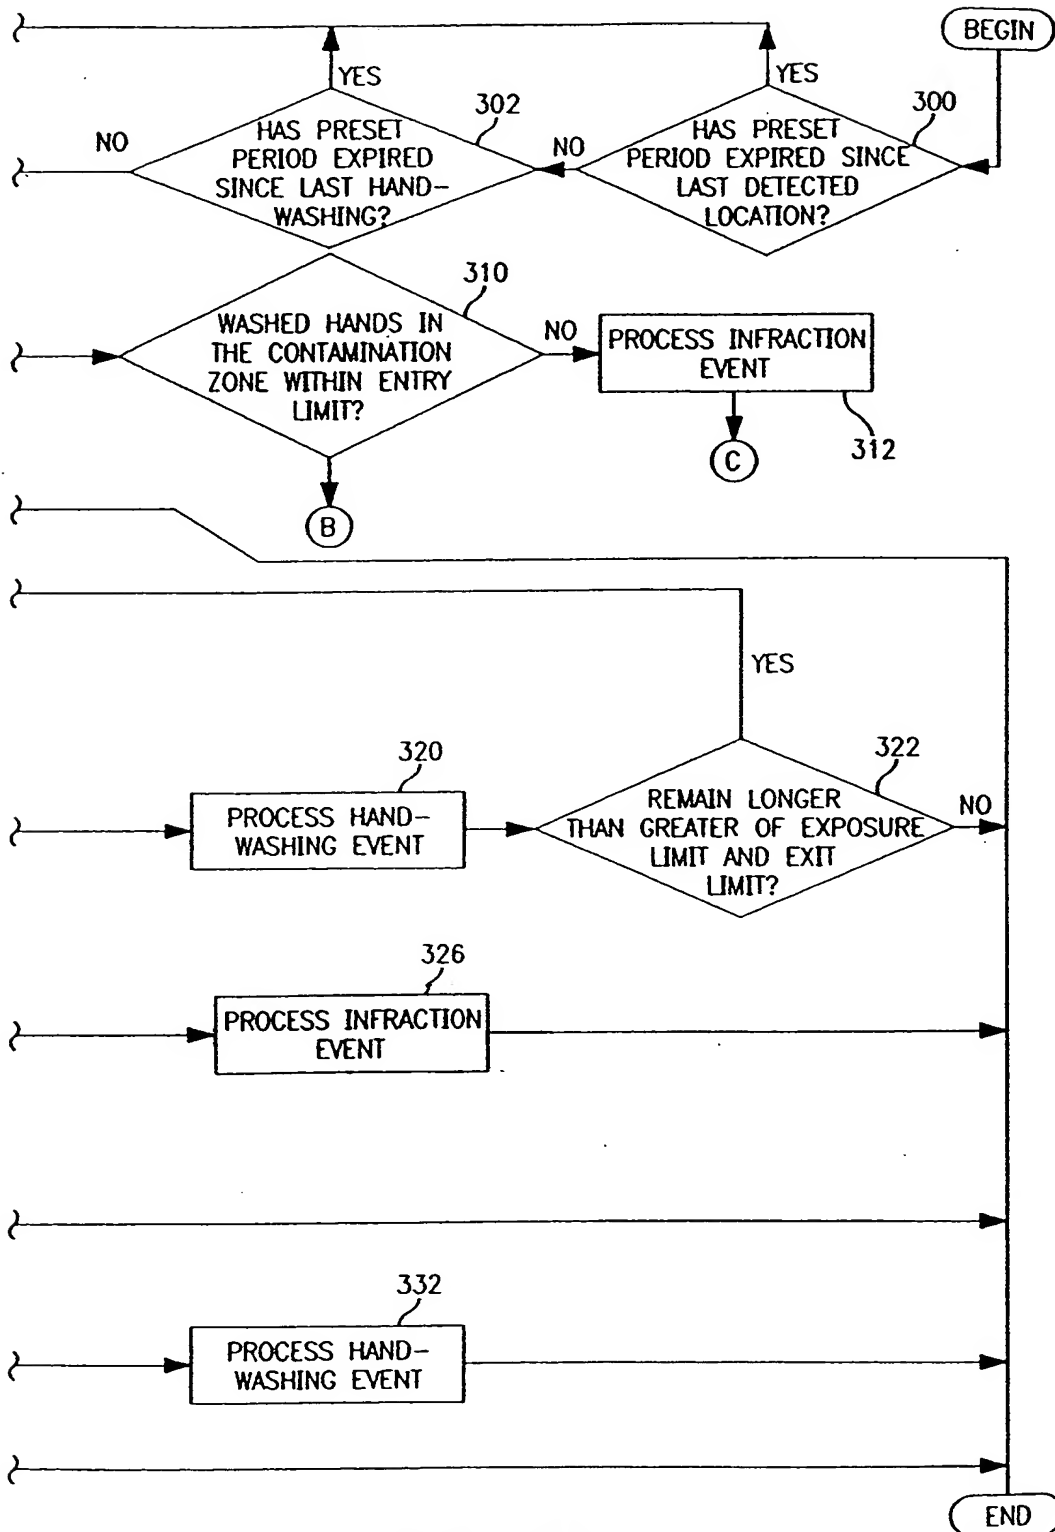 BEGIN
YES
YES
302
300
NO
HAS PRESET
PERIOD EXPIRED
SINCE LAST HAND-
WASHING?
NO
HAS PRESET
PERIOD EXPIRED SINCE
LAST DETECTED
LOCATION?
310
WASHED HANDS IN
THE CONTAMINATION
ZONE WITHIN ENTRY
LIMIT?
NO
PROCESS INFRACTION
EVENT
312
C
B
YES
320
322
PROCESS HAND-
WASHING EVENT
REMAIN LONGER
THAN GREATER OF EXPOSURE
LIMIT AND EXIT
LIMIT?
NO
326
PROCESS INFRACTION
EVENT
332
PROCESS HAND-
WASHING EVENT
END